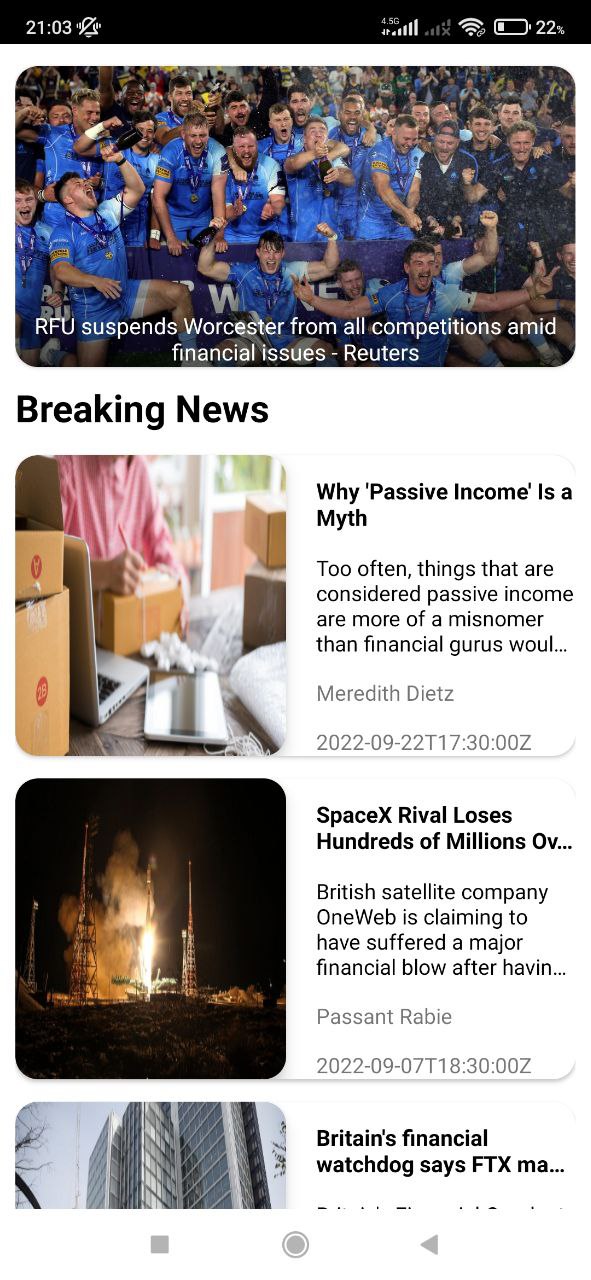 21:03
4.5G
22%
RFU suspends Worcester from all competitions amid
financial issues - Reuters
Breaking News
Why 'Passive Income' Is a
Myth
Too often, things that are
considered passive income
are more of a misnomer
than financial gurus woul...
Meredith Dietz
2022-09-22T17:30:00Z
SpaceX Rival Loses
Hundreds of Millions Ov...
British satellite company
OneWeb is claiming to
have suffered a major
financial blow after havin...
Passant Rabie
2022-09-07T18:30:00Z
Britain's financial
watchdog says FTX ma...